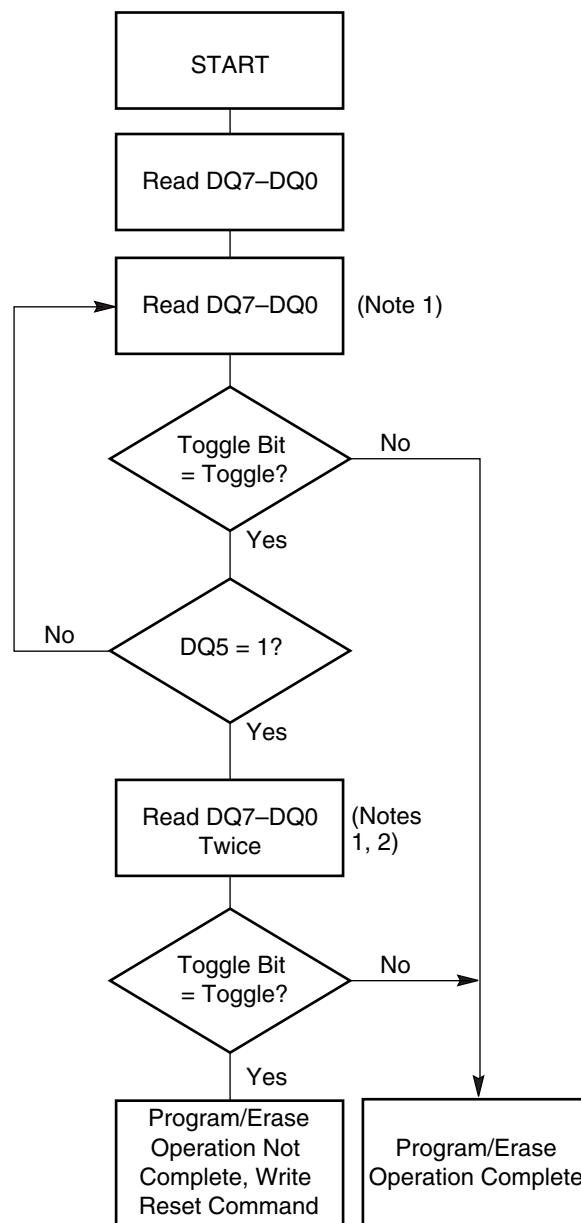 START
Read DQ7–DQ0
Read DQ7–DQ0
(Note 1)
Toggle Bit
= Toggle?
No
Yes
No
DQ5 = 1?
Yes
Read DQ7–DQ0
Twice
(Notes
1, 2)
Toggle Bit
= Toggle?
No
Yes
Program/Erase
Operation Not
Complete, Write
Reset Command
Program/Erase
Operation Complete